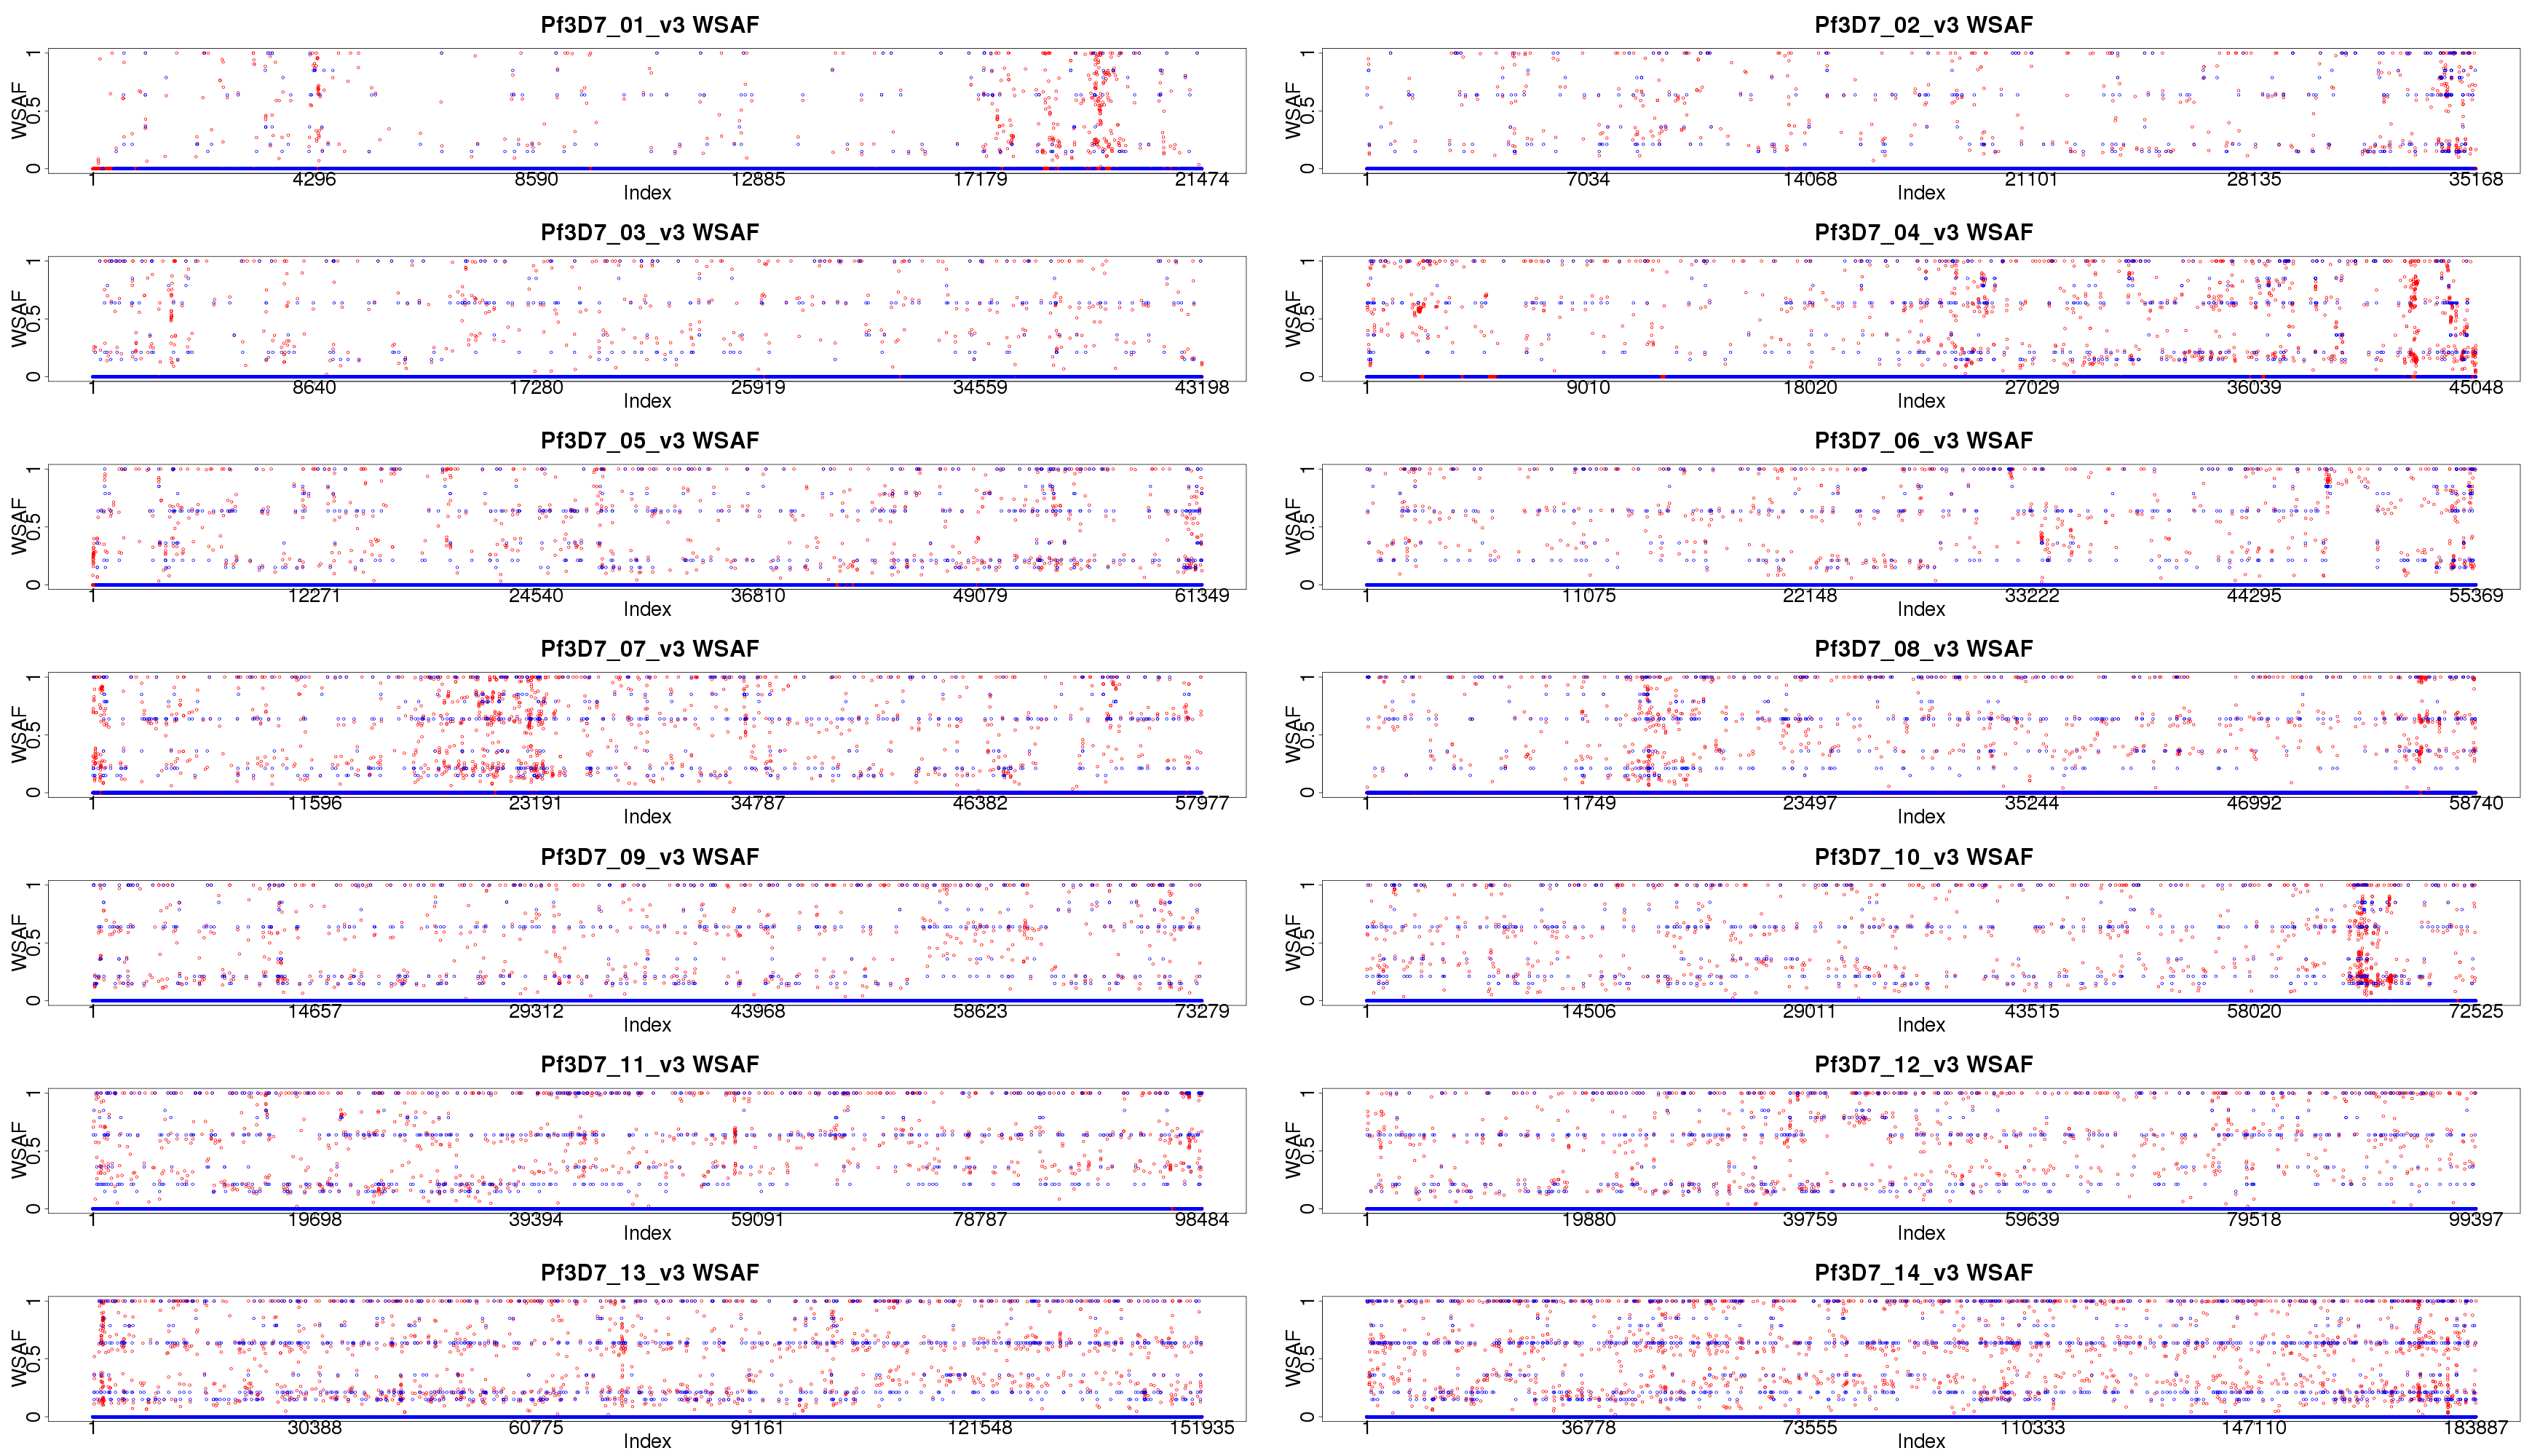 Pf3D7_01_v3 WSAF
WSAF
0 0.5 1
1 4296 8590 12885 17179 21474
Index
Pf3D7_02_v3 WSAF
WSAF
0 0.5 1
1 7034 14068 21101 28135 35168
Index
Pf3D7_03_v3 WSAF
WSAF
0 0.5 1
1 8640 17280 25919 34559 43198
Index
Pf3D7_04_v3 WSAF
WSAF
0 0.5 1
1 9010 18020 27029 36039 45048
Index
Pf3D7_05_v3 WSAF
WSAF
0 0.5 1
1 12271 24540 36810 49079 61349
Index
Pf3D7_06_v3 WSAF
WSAF
0 0.5 1
1 11075 22148 33222 44295 55369
Index
Pf3D7_07_v3 WSAF
WSAF
0 0.5 1
1 11596 23191 34787 46382 57977
Index
Pf3D7_08_v3 WSAF
WSAF
0 0.5 1
1 11749 23497 35244 46992 58740
Index
Pf3D7_09_v3 WSAF
WSAF
0 0.5 1
1 14657 29312 43968 58623 73279
Index
Pf3D7_10_v3 WSAF
WSAF
0 0.5 1
1 14506 29011 43515 58020 72525
Index
Pf3D7_11_v3 WSAF
WSAF
0 0.5 1
1 19698 39394 59091 78787 98484
Index
Pf3D7_12_v3 WSAF
WSAF
0 0.5 1
1 19880 39759 59639 79518 99397
Index
Pf3D7_13_v3 WSAF
WSAF
0 0.5 1
1 30388 60775 91161 121548 151935
Index
Pf3D7_14_v3 WSAF
WSAF
0 0.5 1
1 36778 73555 110333 147110 183887
Index